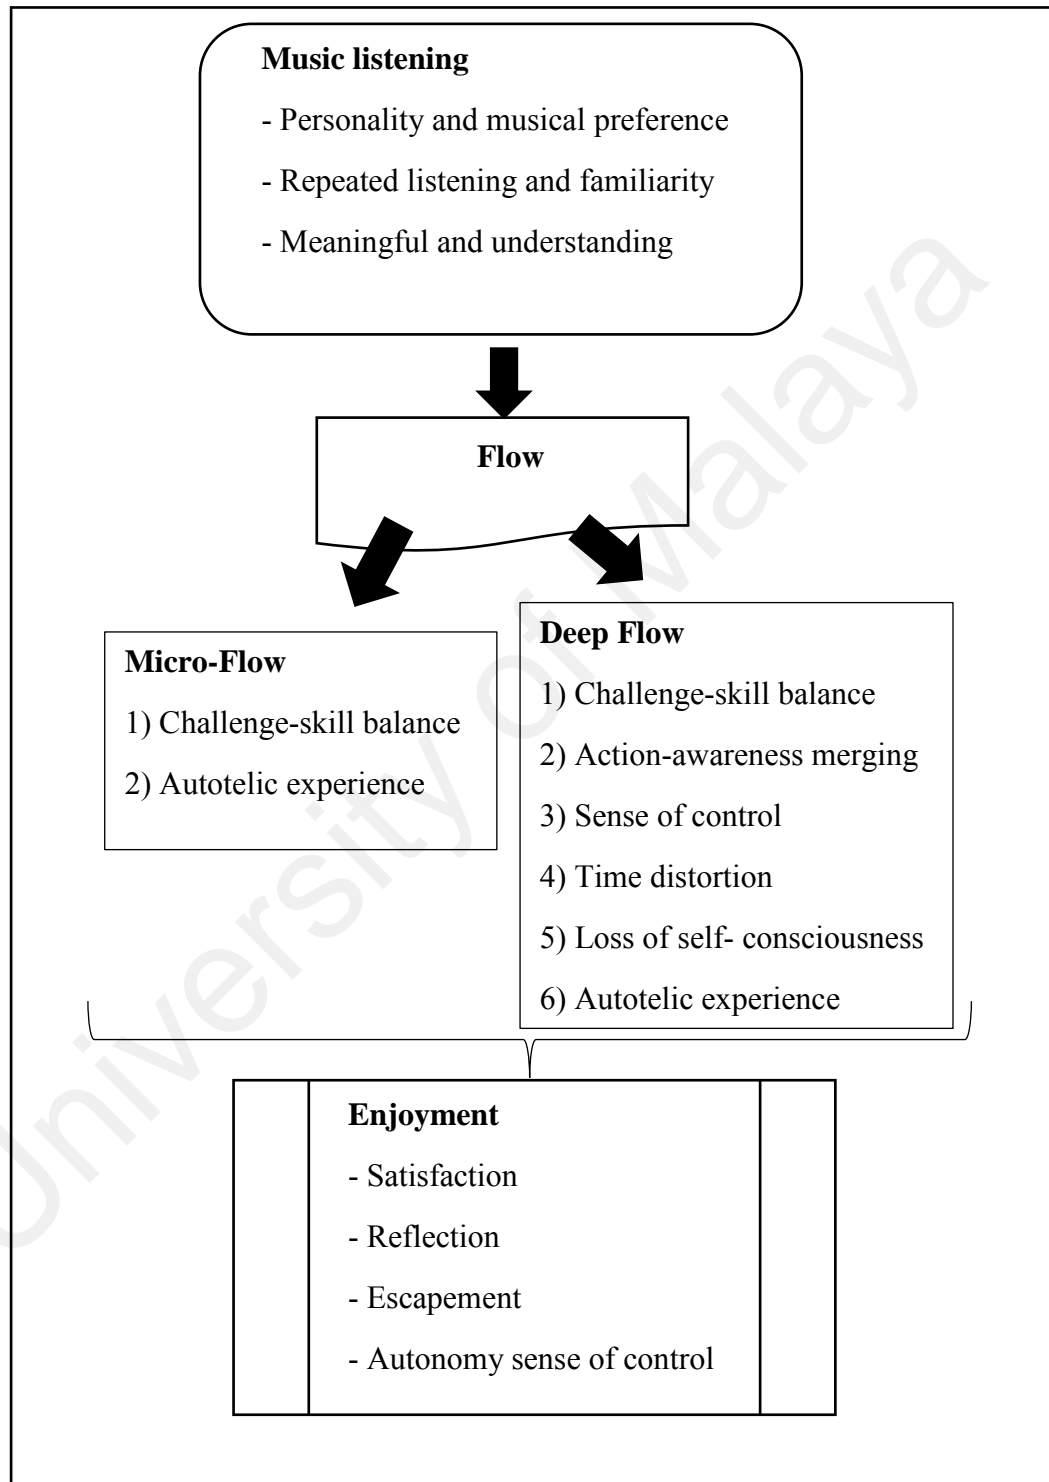 Music listening
- Personality and musical preference
- Repeated listening and familiarity
- Meaningful and understanding
Flow
Micro-Flow
1) Challenge-skill balance
2) Autotelic experience
Deep Flow
1) Challenge-skill balance
2) Action-awareness merging
3) Sense of control
4) Time distortion
5) Loss of self- consciousness
6) Autotelic experience
Enjoyment
- Satisfaction
- Reflection
- Escapement
- Autonomy sense of control
University of Malaya